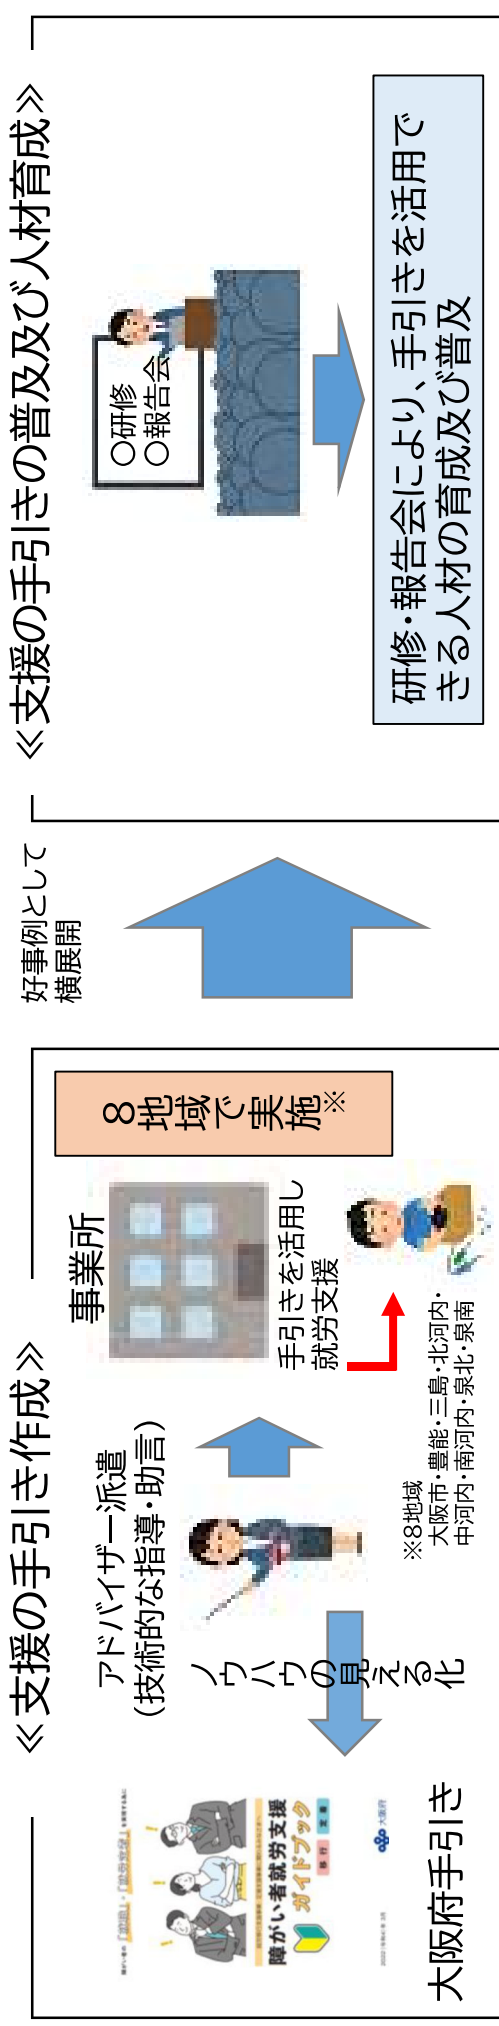 ≪支援の手引き作成≫
障がい者就労支援
ガイドブック
移行 定着
大阪府
大阪府手引き
アドバイザー派遣
(技術的な指導・助言)
ノウハウの見える化
事業所
手引きを活用し
就労支援
8地域で実施※
※8地域
大阪市・豊能・三島・北河内・
中河内・南河内・泉北・泉南
好事例として
横展開
≪支援の手引きの普及及び人材育成≫
〇研修
〇報告会
研修・報告会により、手引きを活用で
きる人材の育成及び普及